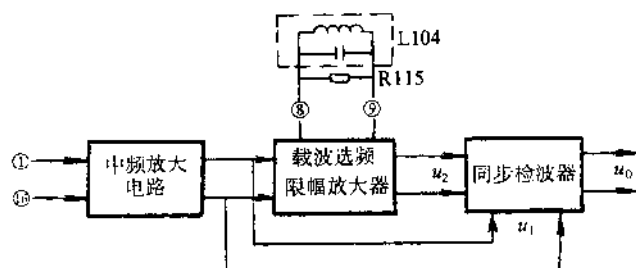 L104
R115
⑧
⑨
①
⑯
中频放大
电路
载波选频
限幅放大器
u₂
同步检波器
u₀
u₁